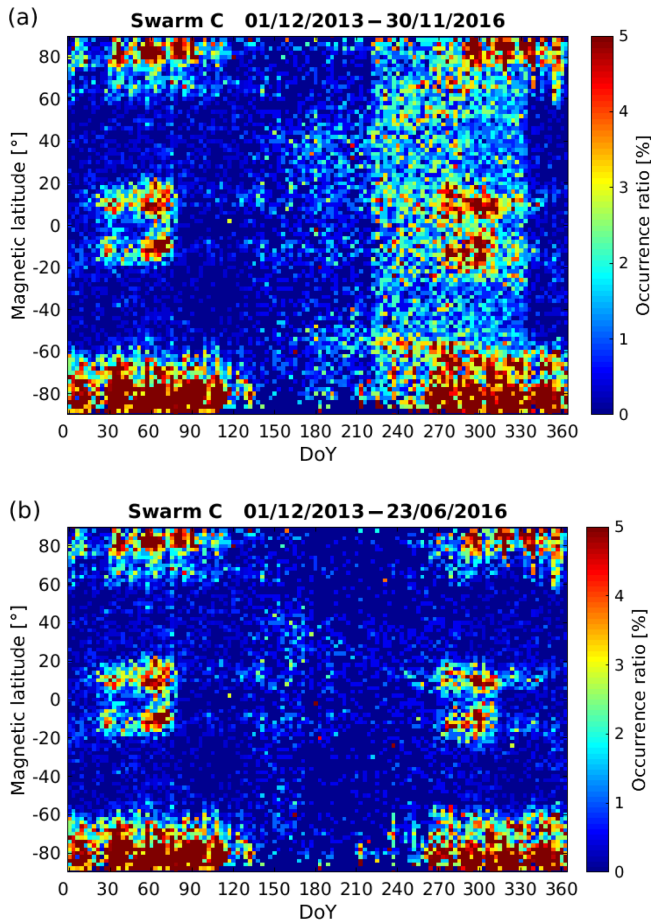 (a)
Swarm C 01/12/2013 – 30/11/2016
Magnetic latitude [°]
80
60
40
20
0
-20
-40
-60
-80
0 30 60 90 120 150 180 210 240 270 300 330 360
DoY
5
4
3
2
1
0
Occurrence ratio [%]
(b)
Swarm C 01/12/2013 – 23/06/2016
Magnetic latitude [°]
80
60
40
20
0
-20
-40
-60
-80
0 30 60 90 120 150 180 210 240 270 300 330 360
DoY
5
4
3
2
1
0
Occurrence ratio [%]